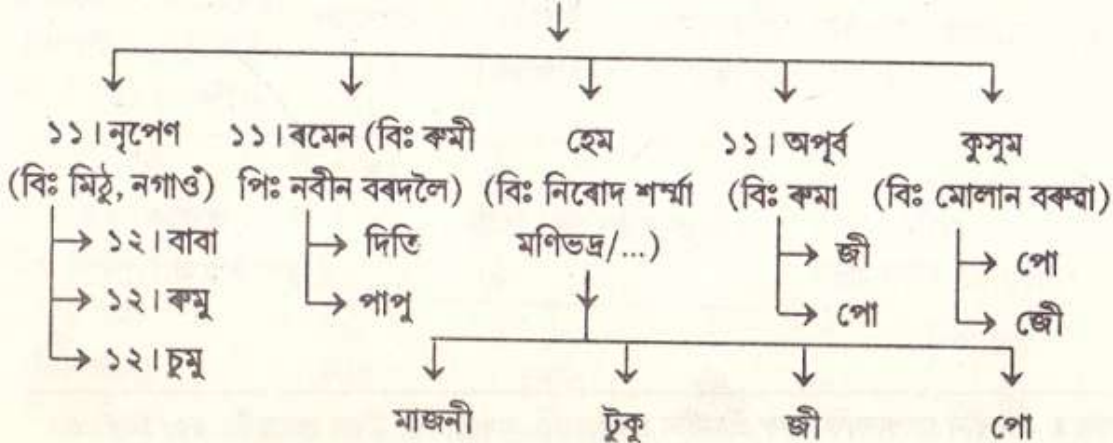 ১১। নৃপেণ ১১। ৰমেন (বিঃ ৰুমী হেম ১১। অপূৰ্ব কুসুম
(বিঃ মিঠু, নগাওঁ) পিঃ নবীন বৰদলৈ) (বিঃ নিৰোদ শৰ্ম্মা (বিঃ ৰুমা (বিঃ মোলান বৰুৱা)
১২। বাবা দিতি মণিভদ্ৰ/...) জী পো
১২। ৰুমু পাপু পো জী
১২। চুমু
মাজনী টুকু জী পো